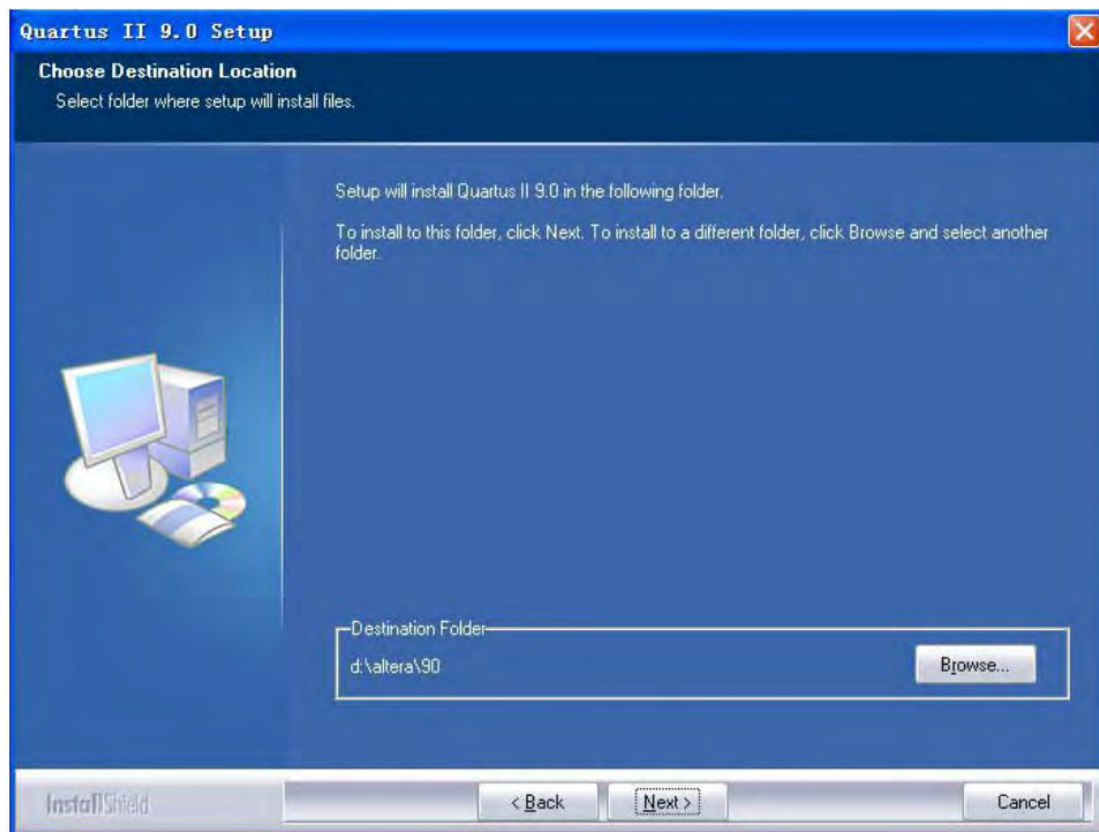 Quartus II 9.0 Setup
Choose Destination Location
Select folder where setup will install files.
Setup will install Quartus II 9.0 in the following folder.
To install to this folder, click Next. To install to a different folder, click Browse and select another
folder.
Destination Folder
d:\altera\90
Browse...
InstallShield
< Back
Next >
Cancel